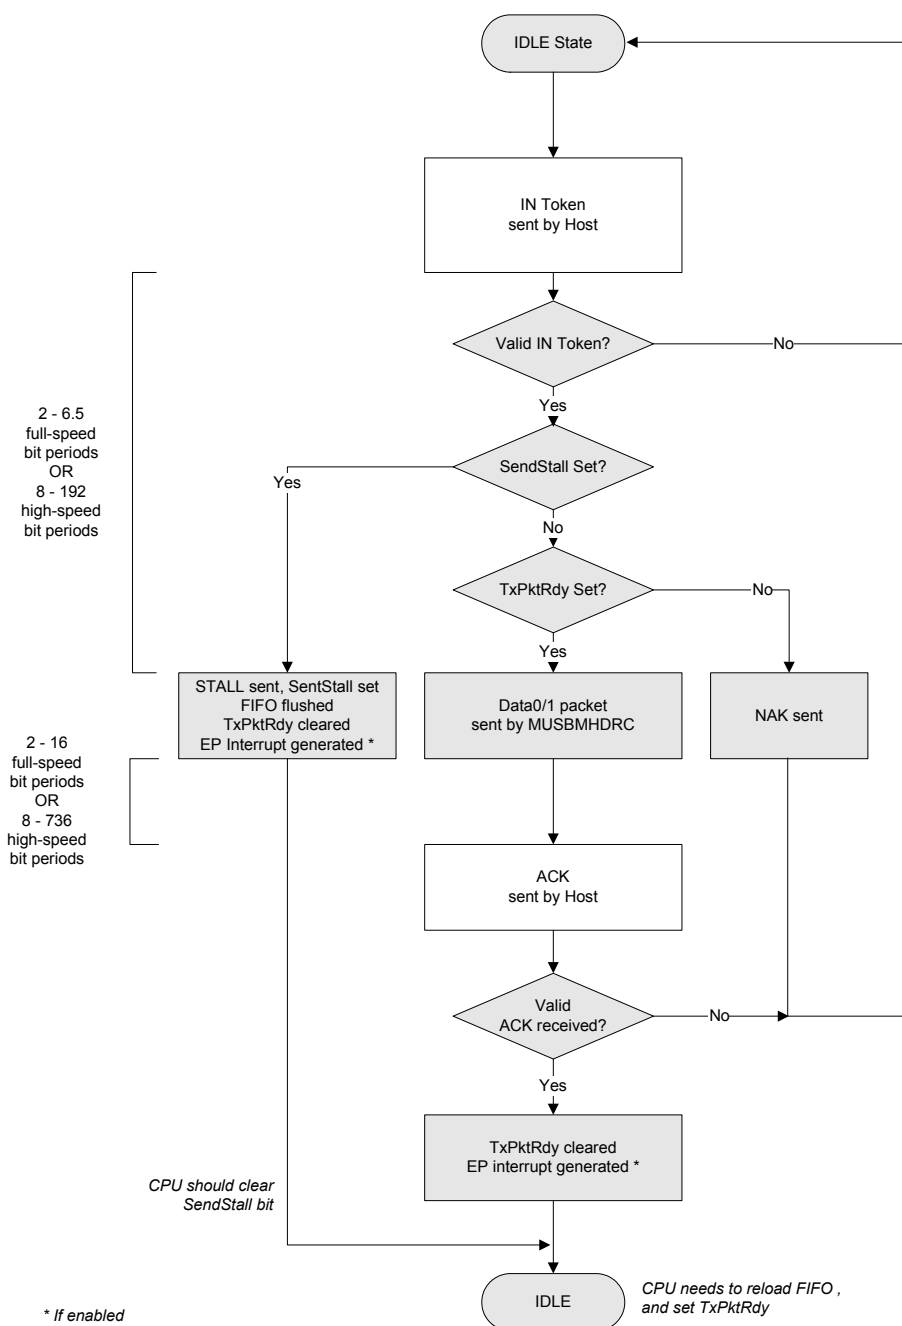 IDLE State
IN Token
sent by Host
Valid IN Token?
No
Yes
2 - 6.5
full-speed
bit periods
OR
8 - 192
high-speed
bit periods
SendStall Set?
Yes
No
TxPktRdy Set?
No
Yes
STALL sent, SentStall set
FIFO flushed
TxPktRdy cleared
EP Interrupt generated *
Data0/1 packet
sent by MUSBMHDRC
NAK sent
2 - 16
full-speed
bit periods
OR
8 - 736
high-speed
bit periods
ACK
sent by Host
Valid
ACK received?
No
Yes
TxPktRdy cleared
EP interrupt generated *
CPU should clear
SendStall bit
IDLE
CPU needs to reload FIFO ,
and set TxPktRdy
* If enabled